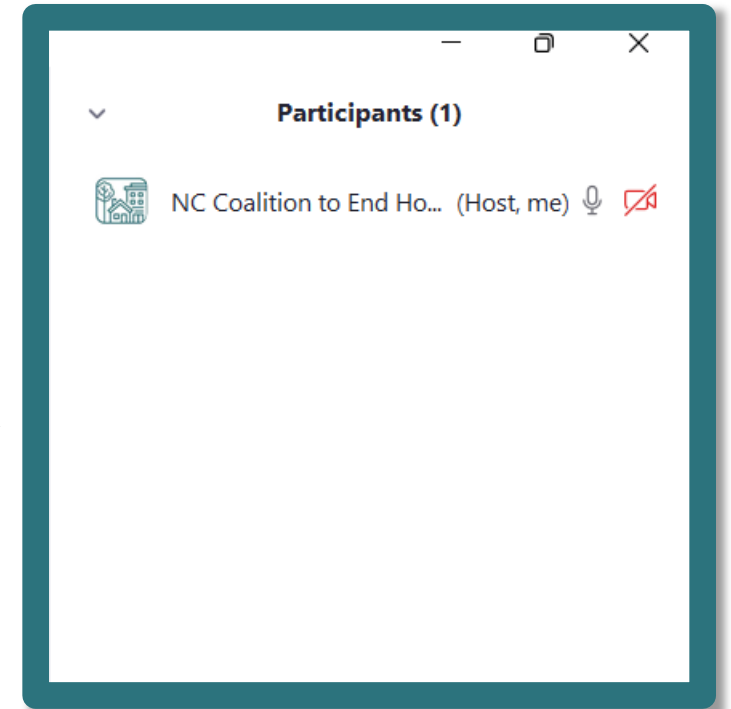 Participants (1)
NC Coalition to End Ho... (Host, me)